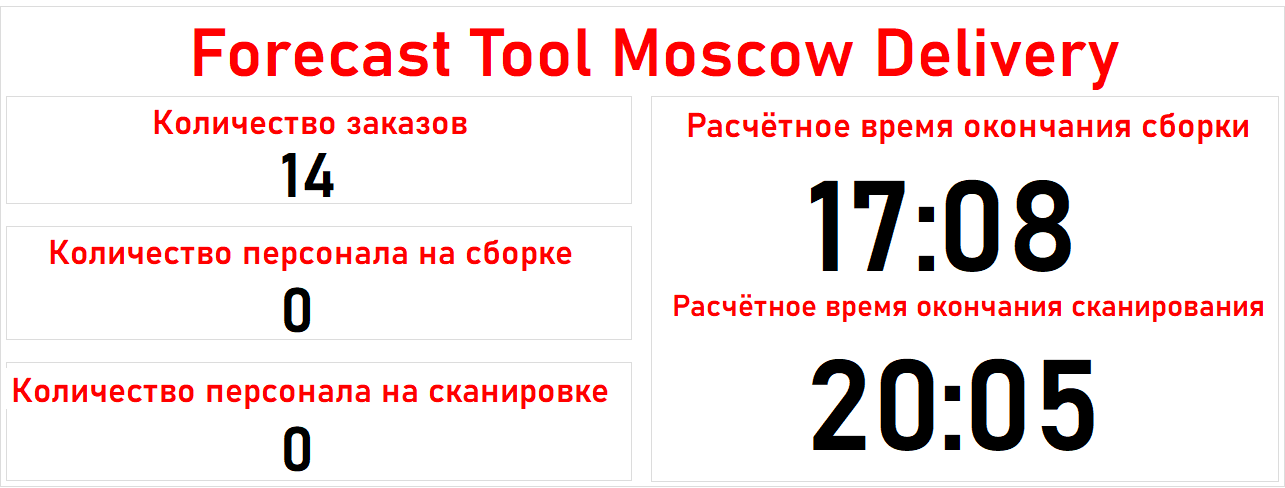 Forecast Tool Moscow Delivery
Количество заказов
14
Количество персонала на сборке
0
Количество персонала на сканировке
0
Расчётное время окончания сборки
17:08
Расчётное время окончания сканирования
20:05